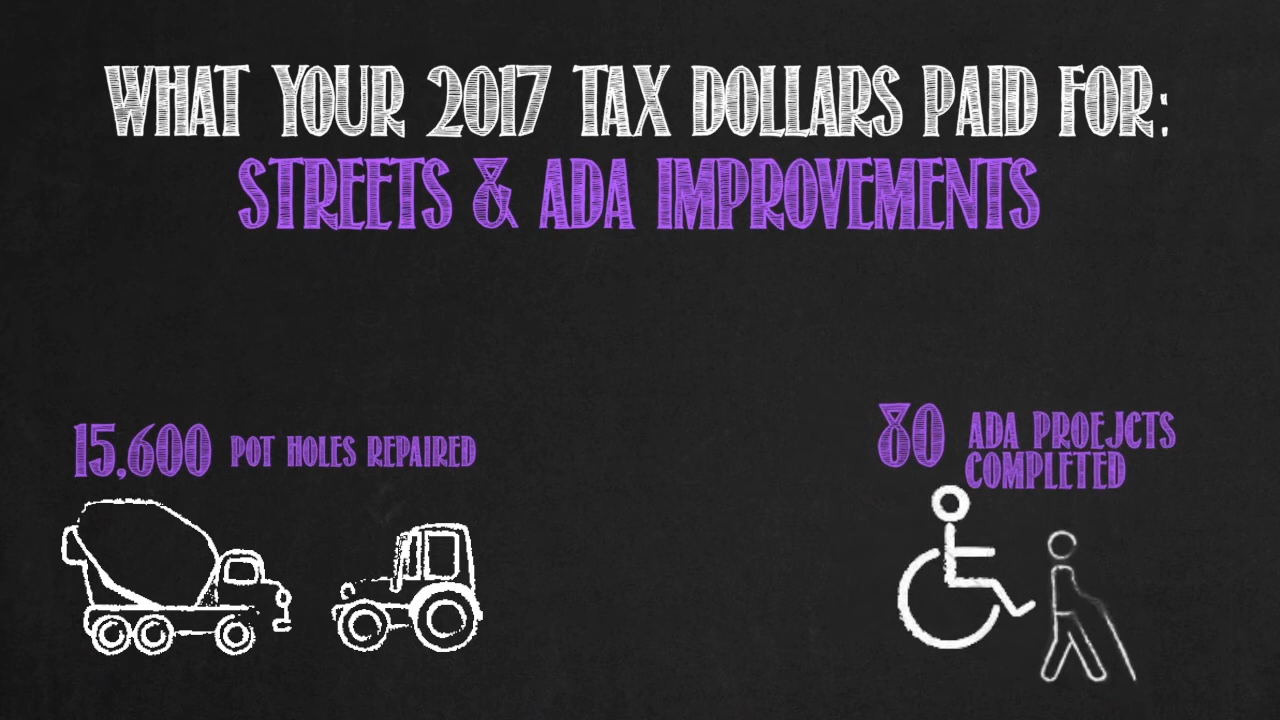 WHAT YOUR 2017 TAX DOLLARS PAID FOR:
STREETS & ADA IMPROVEMENTS
15,600 POT HOLES REPAIRED
80 ADA PROEJCTS
COMPLETED